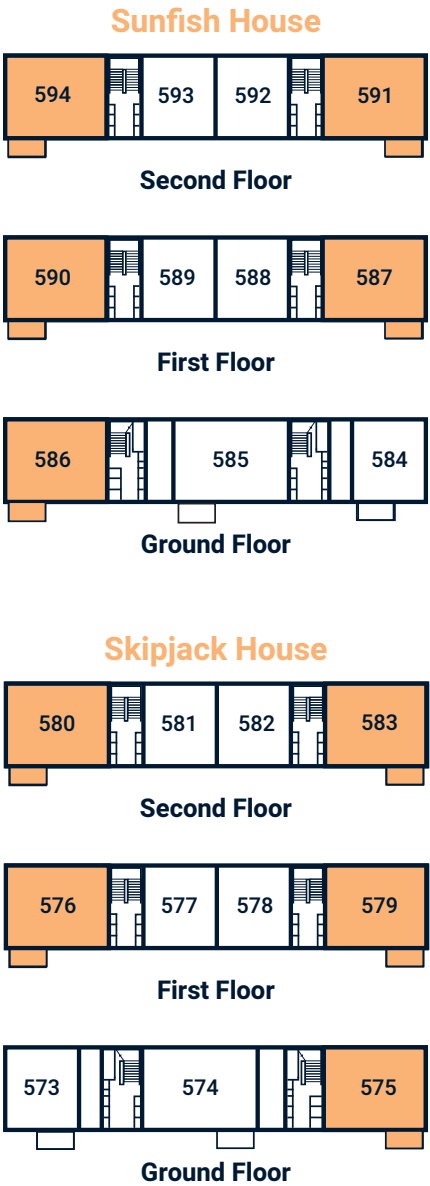 Sunfish House
594 593 592 591
Second Floor
590 589 588 587
First Floor
586 585 584
Ground Floor
Skipjack House
580 581 582 583
Second Floor
576 577 578 579
First Floor
573 574 575
Ground Floor